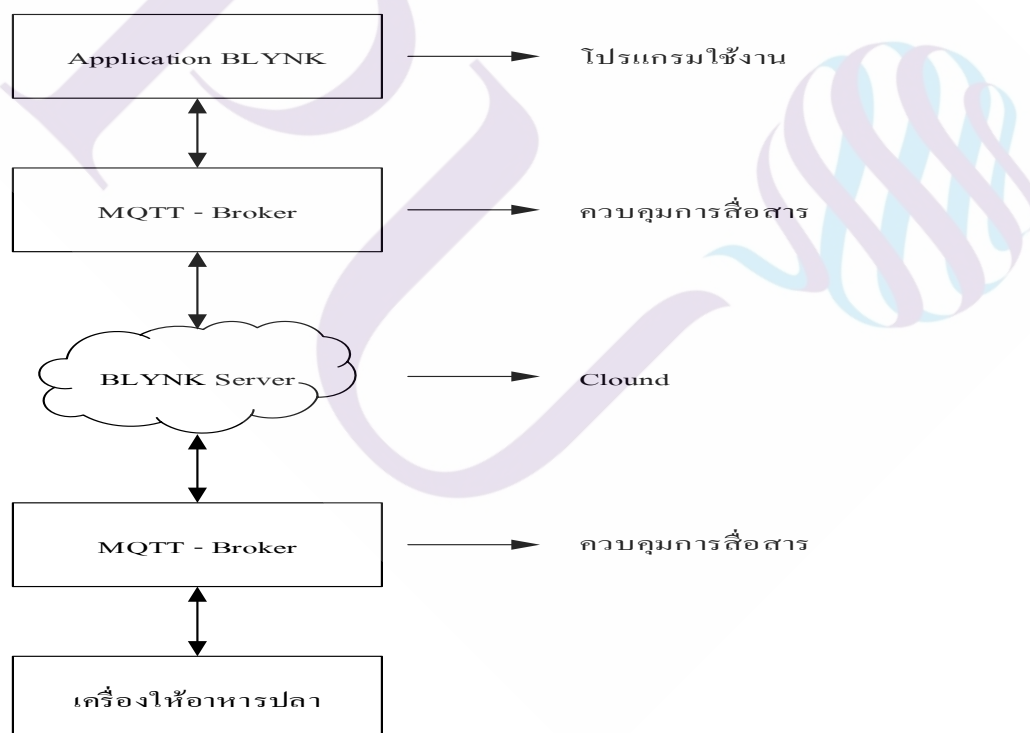 Application BLYNK
โปรแกรมใช้งาน
MQTT - Broker
ควบคุมการสื่อสาร
BLYNK Server
Clound
MQTT - Broker
ควบคุมการสื่อสาร
เครื่องให้อาหารปลา